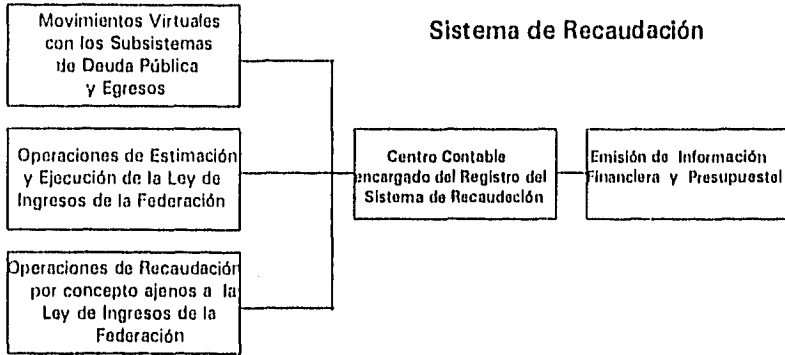 Sistema de Recaudación
Movimientos Virtuales
con los Subsistemas
de Deuda Pública
y Egresos
Operaciones de Estimación
y Ejecución de la Ley de
Ingresos de la Federación
Operaciones de Recaudación
por concepto ajenos a la
Ley de Ingresos de la
Federación
Centro Contable
encargado del Registro del
Sistema de Recaudación
Emisión de Información
Financiera y Presupuestal